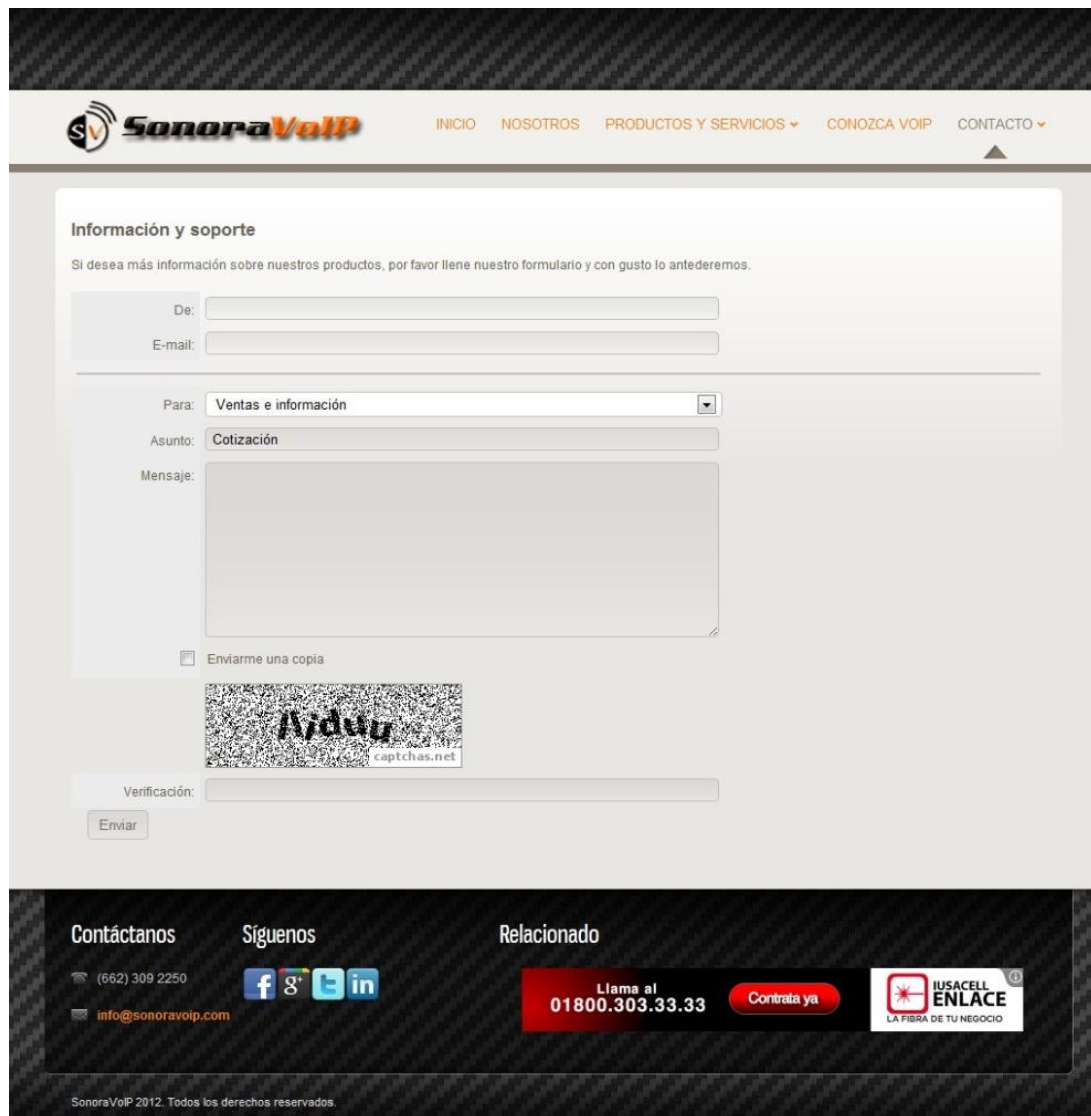 SV SonoraVoIP
INICIO NOSOTROS PRODUCTOS Y SERVICIOS CONOZCA VOIP CONTACTO
Información y soporte
Si desea más información sobre nuestros productos, por favor llene nuestro formulario y con gusto lo antederemos.
De:
E-mail:
Para: Ventas e información
Asunto: Cotización
Mensaje:
Enviarme una copia
captchas.net
Verificación:
Enviar
Contáctanos Síguenos Relacionado
(662) 309 2250
info@sonoravoip.com
f g+ t in
Llama al
01800.303.33.33
Contrata ya
IUSACELL
ENLACE
LA FIBRA DE TU NEGOCIO
SonoraVoIP 2012. Todos los derechos reservados.